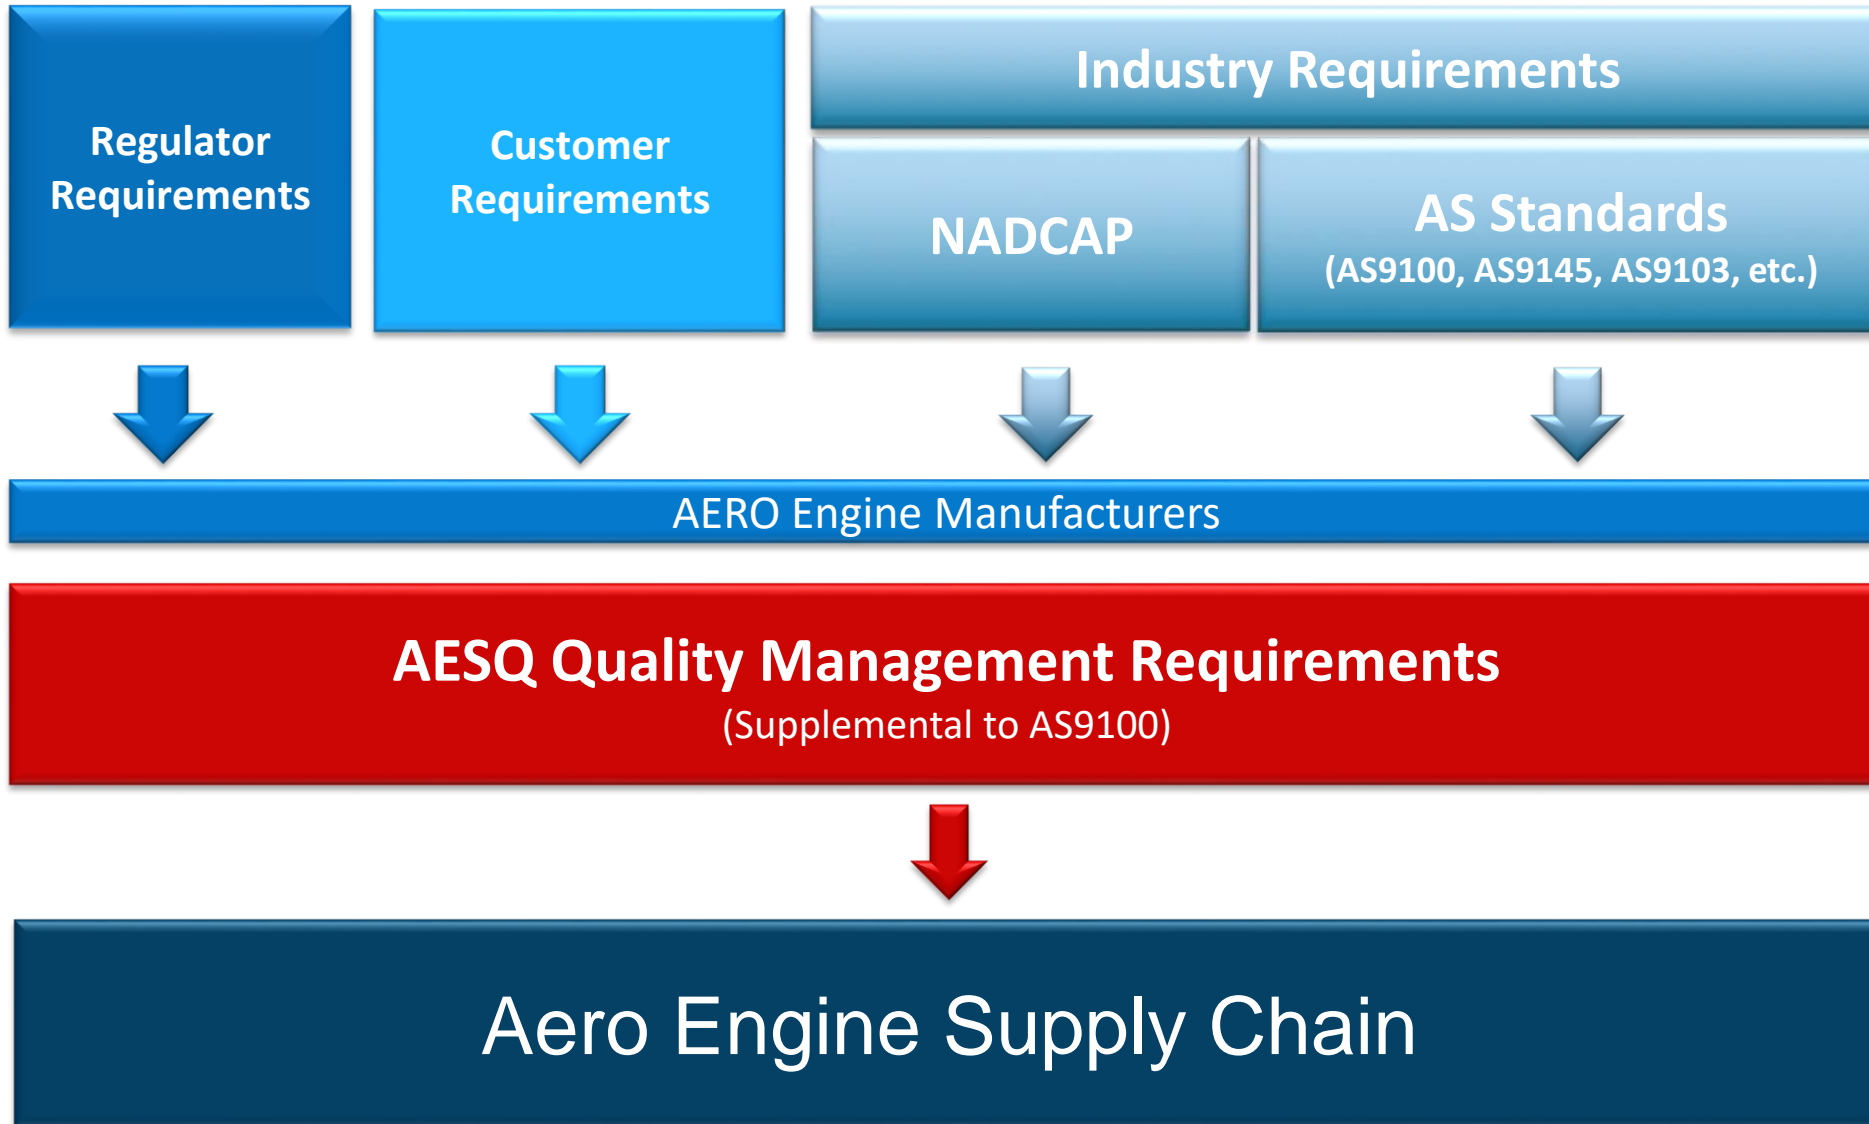 Regulator
Requirements
Customer
Requirements
Industry Requirements
NADCAP
AS Standards
(AS9100, AS9145, AS9103, etc.)
AERO Engine Manufacturers
AESQ Quality Management Requirements
(Supplemental to AS9100)
Aero Engine Supply Chain